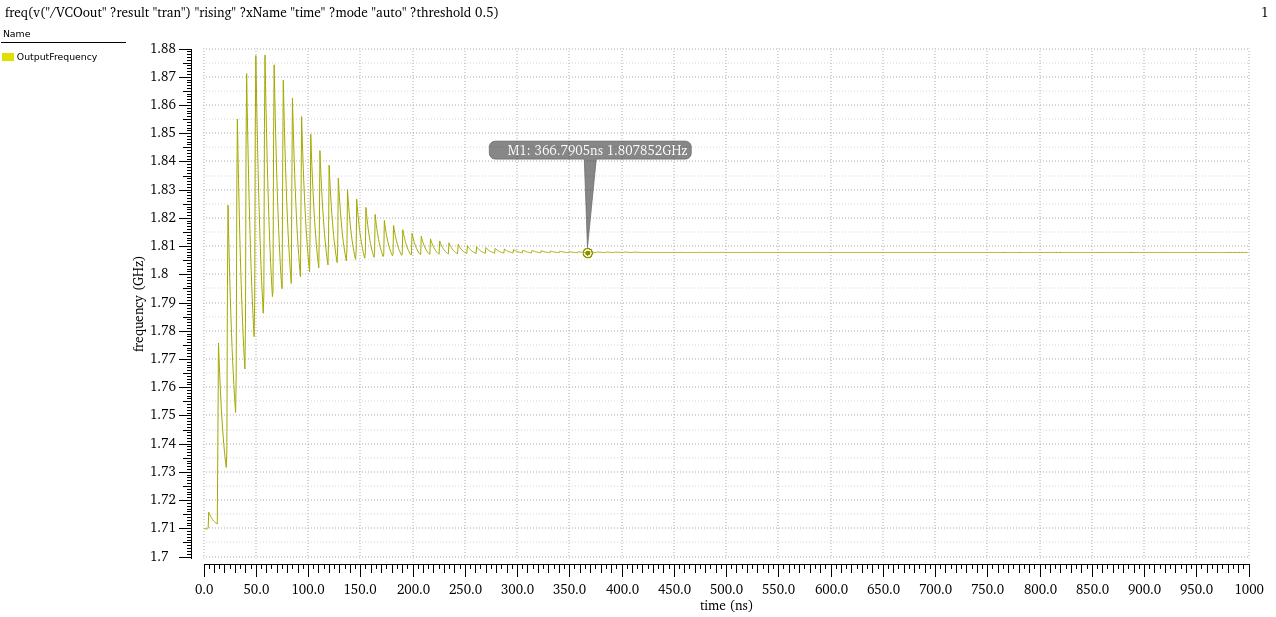 freq(v("/VCOout" ?result "tran") "rising" ?xName "time" ?mode "auto" ?threshold 0.5)
1
Name
OutputFrequency
1.88
1.87
1.86
1.85
1.84
1.83
1.82
1.81
1.8
1.79
1.78
1.77
1.76
1.75
1.74
1.73
1.72
1.71
1.7
frequency (GHz)
M1: 366.7905ns 1.807852GHz
0.0 50.0 100.0 150.0 200.0 250.0 300.0 350.0 400.0 450.0 500.0 550.0 600.0 650.0 700.0 750.0 800.0 850.0 900.0 950.0 1000
time (ns)